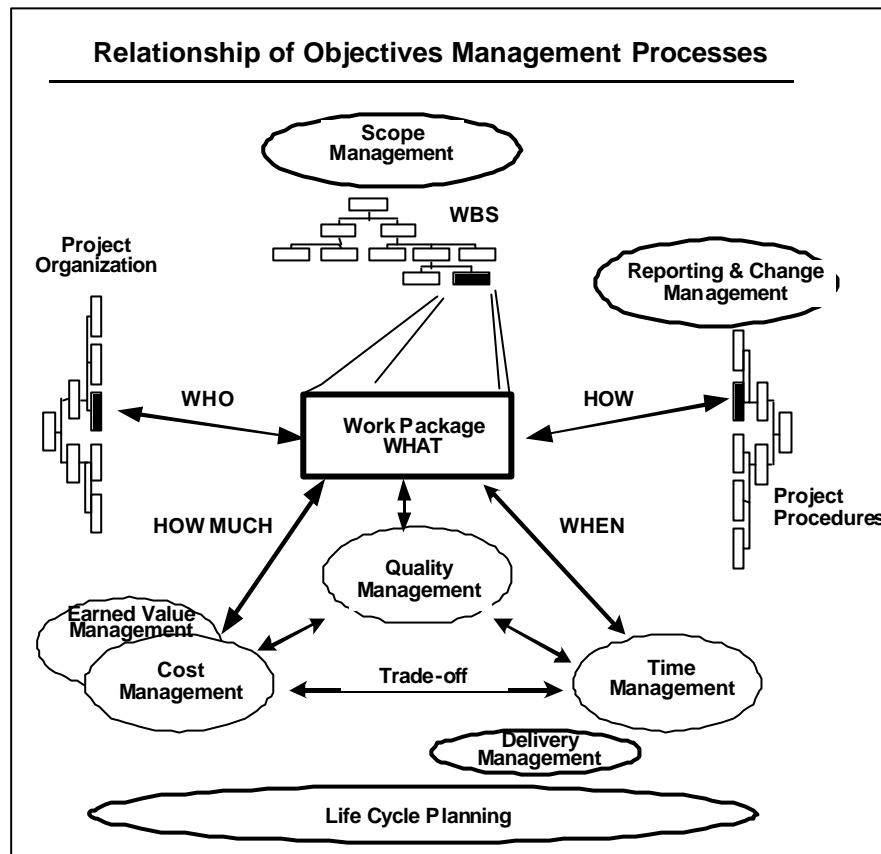 Relationship of Objectives Management Processes
Scope
Management
WBS
Project
Organization
Reporting & Change
Management
WHO
HOW
Work Package
WHAT
HOW MUCH
WHEN
Project
Procedures
Quality
Management
Earned Value
Management
Cost
Management
Trade-off
Time
Management
Delivery
Management
Life Cycle Planning